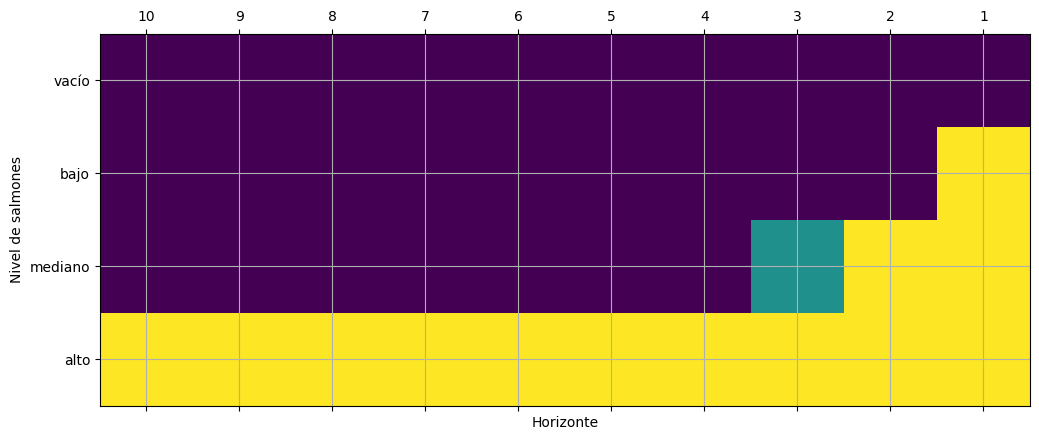 10 9 8 7 6 5 4 3 2 1
vacío
bajo
mediano
alto
Nivel de salmones
Horizonte